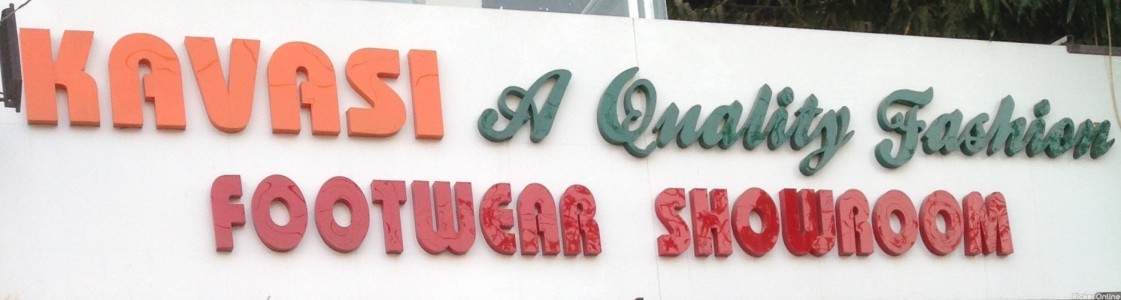 KAVASI A Quality Fashion
FOOTWEAR SHOWROOM